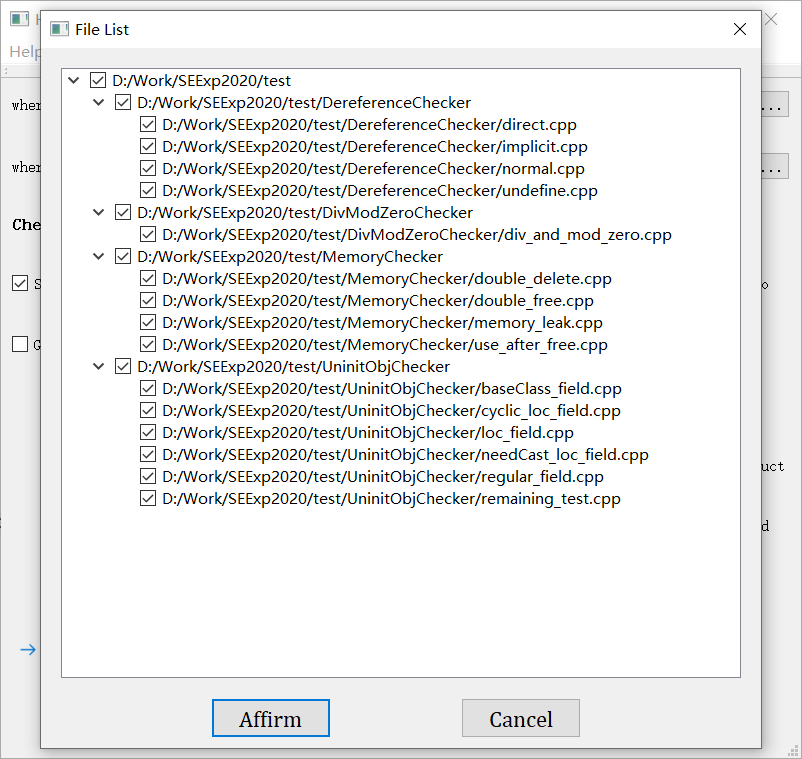 File List
Help
D:/Work/SEExp2020/test
D:/Work/SEExp2020/test/DereferenceChecker
D:/Work/SEExp2020/test/DereferenceChecker/direct.cpp
D:/Work/SEExp2020/test/DereferenceChecker/implicit.cpp
D:/Work/SEExp2020/test/DereferenceChecker/normal.cpp
D:/Work/SEExp2020/test/DereferenceChecker/undefine.cpp
D:/Work/SEExp2020/test/DivModZeroChecker
D:/Work/SEExp2020/test/DivModZeroChecker/div_and_mod_zero.cpp
D:/Work/SEExp2020/test/MemoryChecker
D:/Work/SEExp2020/test/MemoryChecker/double_delete.cpp
D:/Work/SEExp2020/test/MemoryChecker/double_free.cpp
D:/Work/SEExp2020/test/MemoryChecker/memory_leak.cpp
D:/Work/SEExp2020/test/MemoryChecker/use_after_free.cpp
D:/Work/SEExp2020/test/UninitObjChecker
D:/Work/SEExp2020/test/UninitObjChecker/baseClass_field.cpp
D:/Work/SEExp2020/test/UninitObjChecker/cyclic_loc_field.cpp
D:/Work/SEExp2020/test/UninitObjChecker/loc_field.cpp
D:/Work/SEExp2020/test/UninitObjChecker/needCast_loc_field.cpp
D:/Work/SEExp2020/test/UninitObjChecker/regular_field.cpp
D:/Work/SEExp2020/test/UninitObjChecker/remaining_test.cpp
Affirm
Cancel